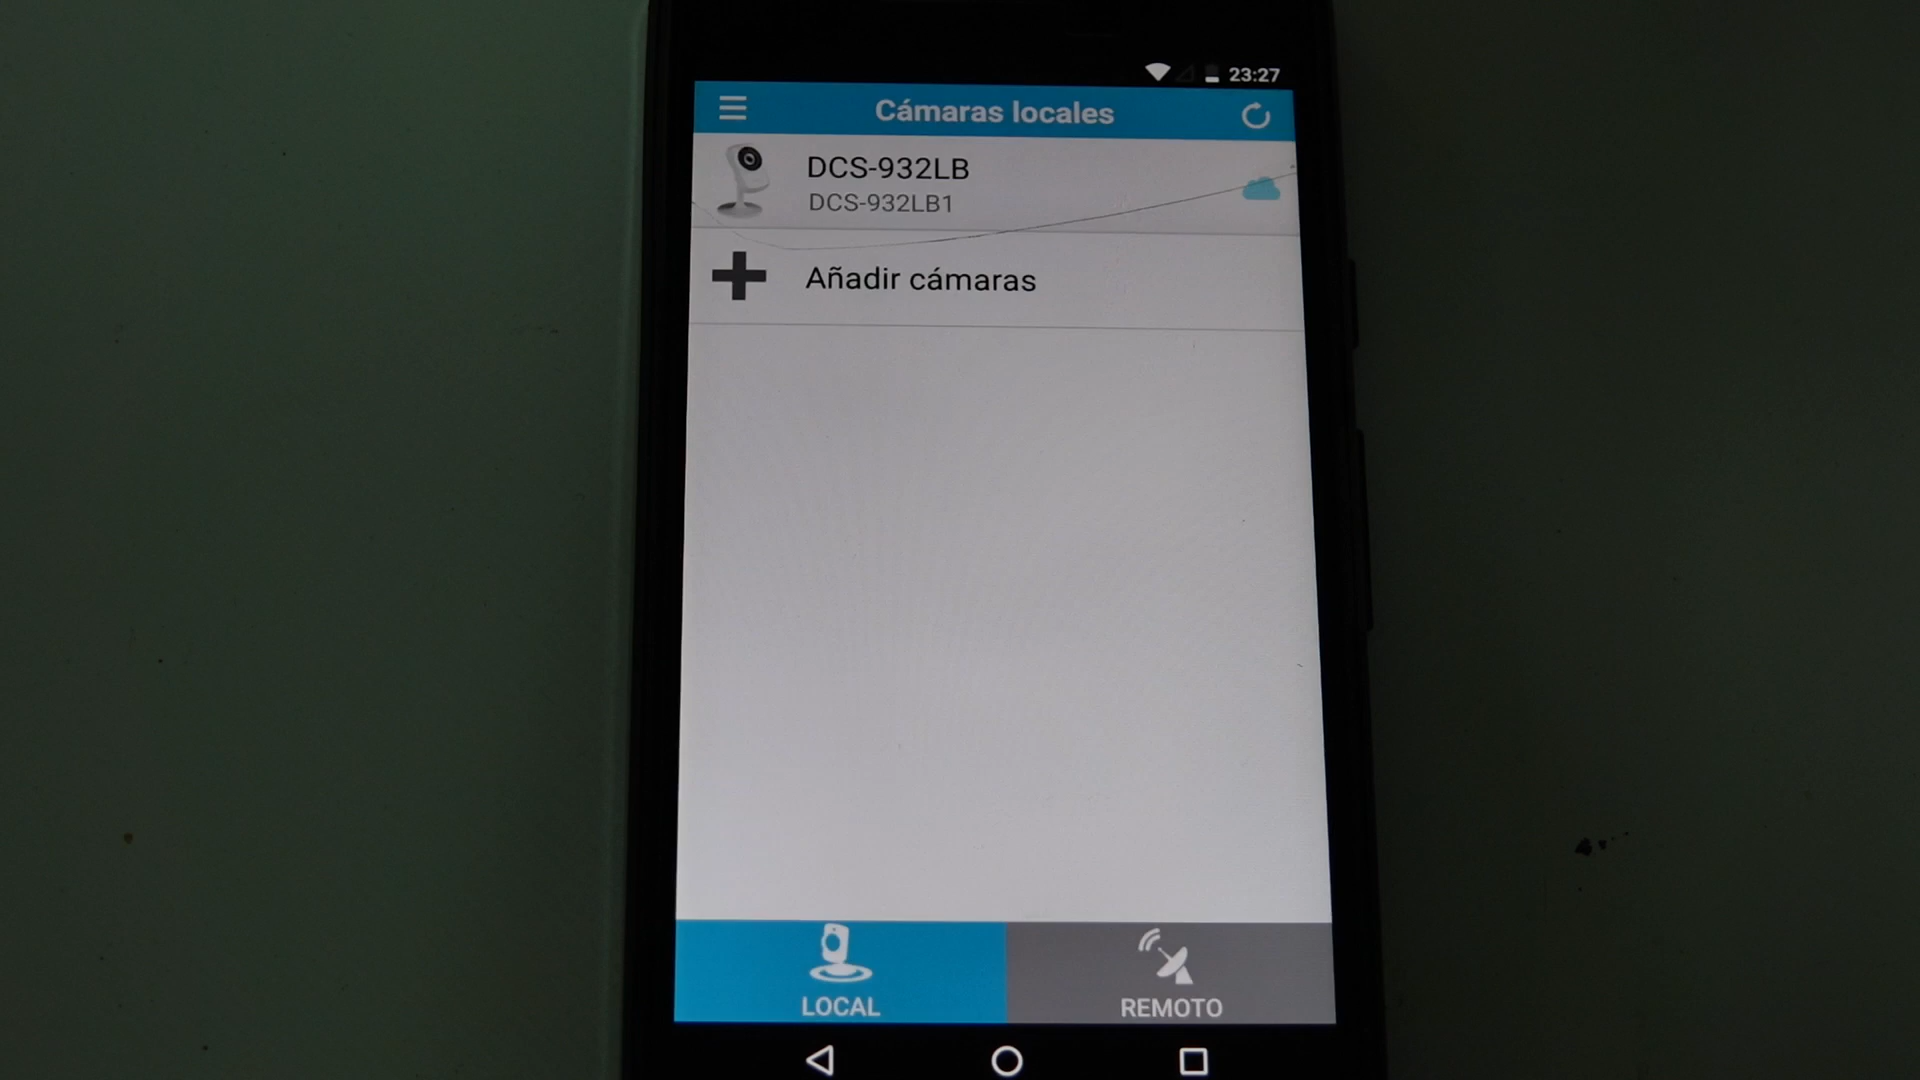 23:27
Cámaras locales
DCS-932LB
DCS-932LB1
Añadir cámaras
LOCAL
REMOTO